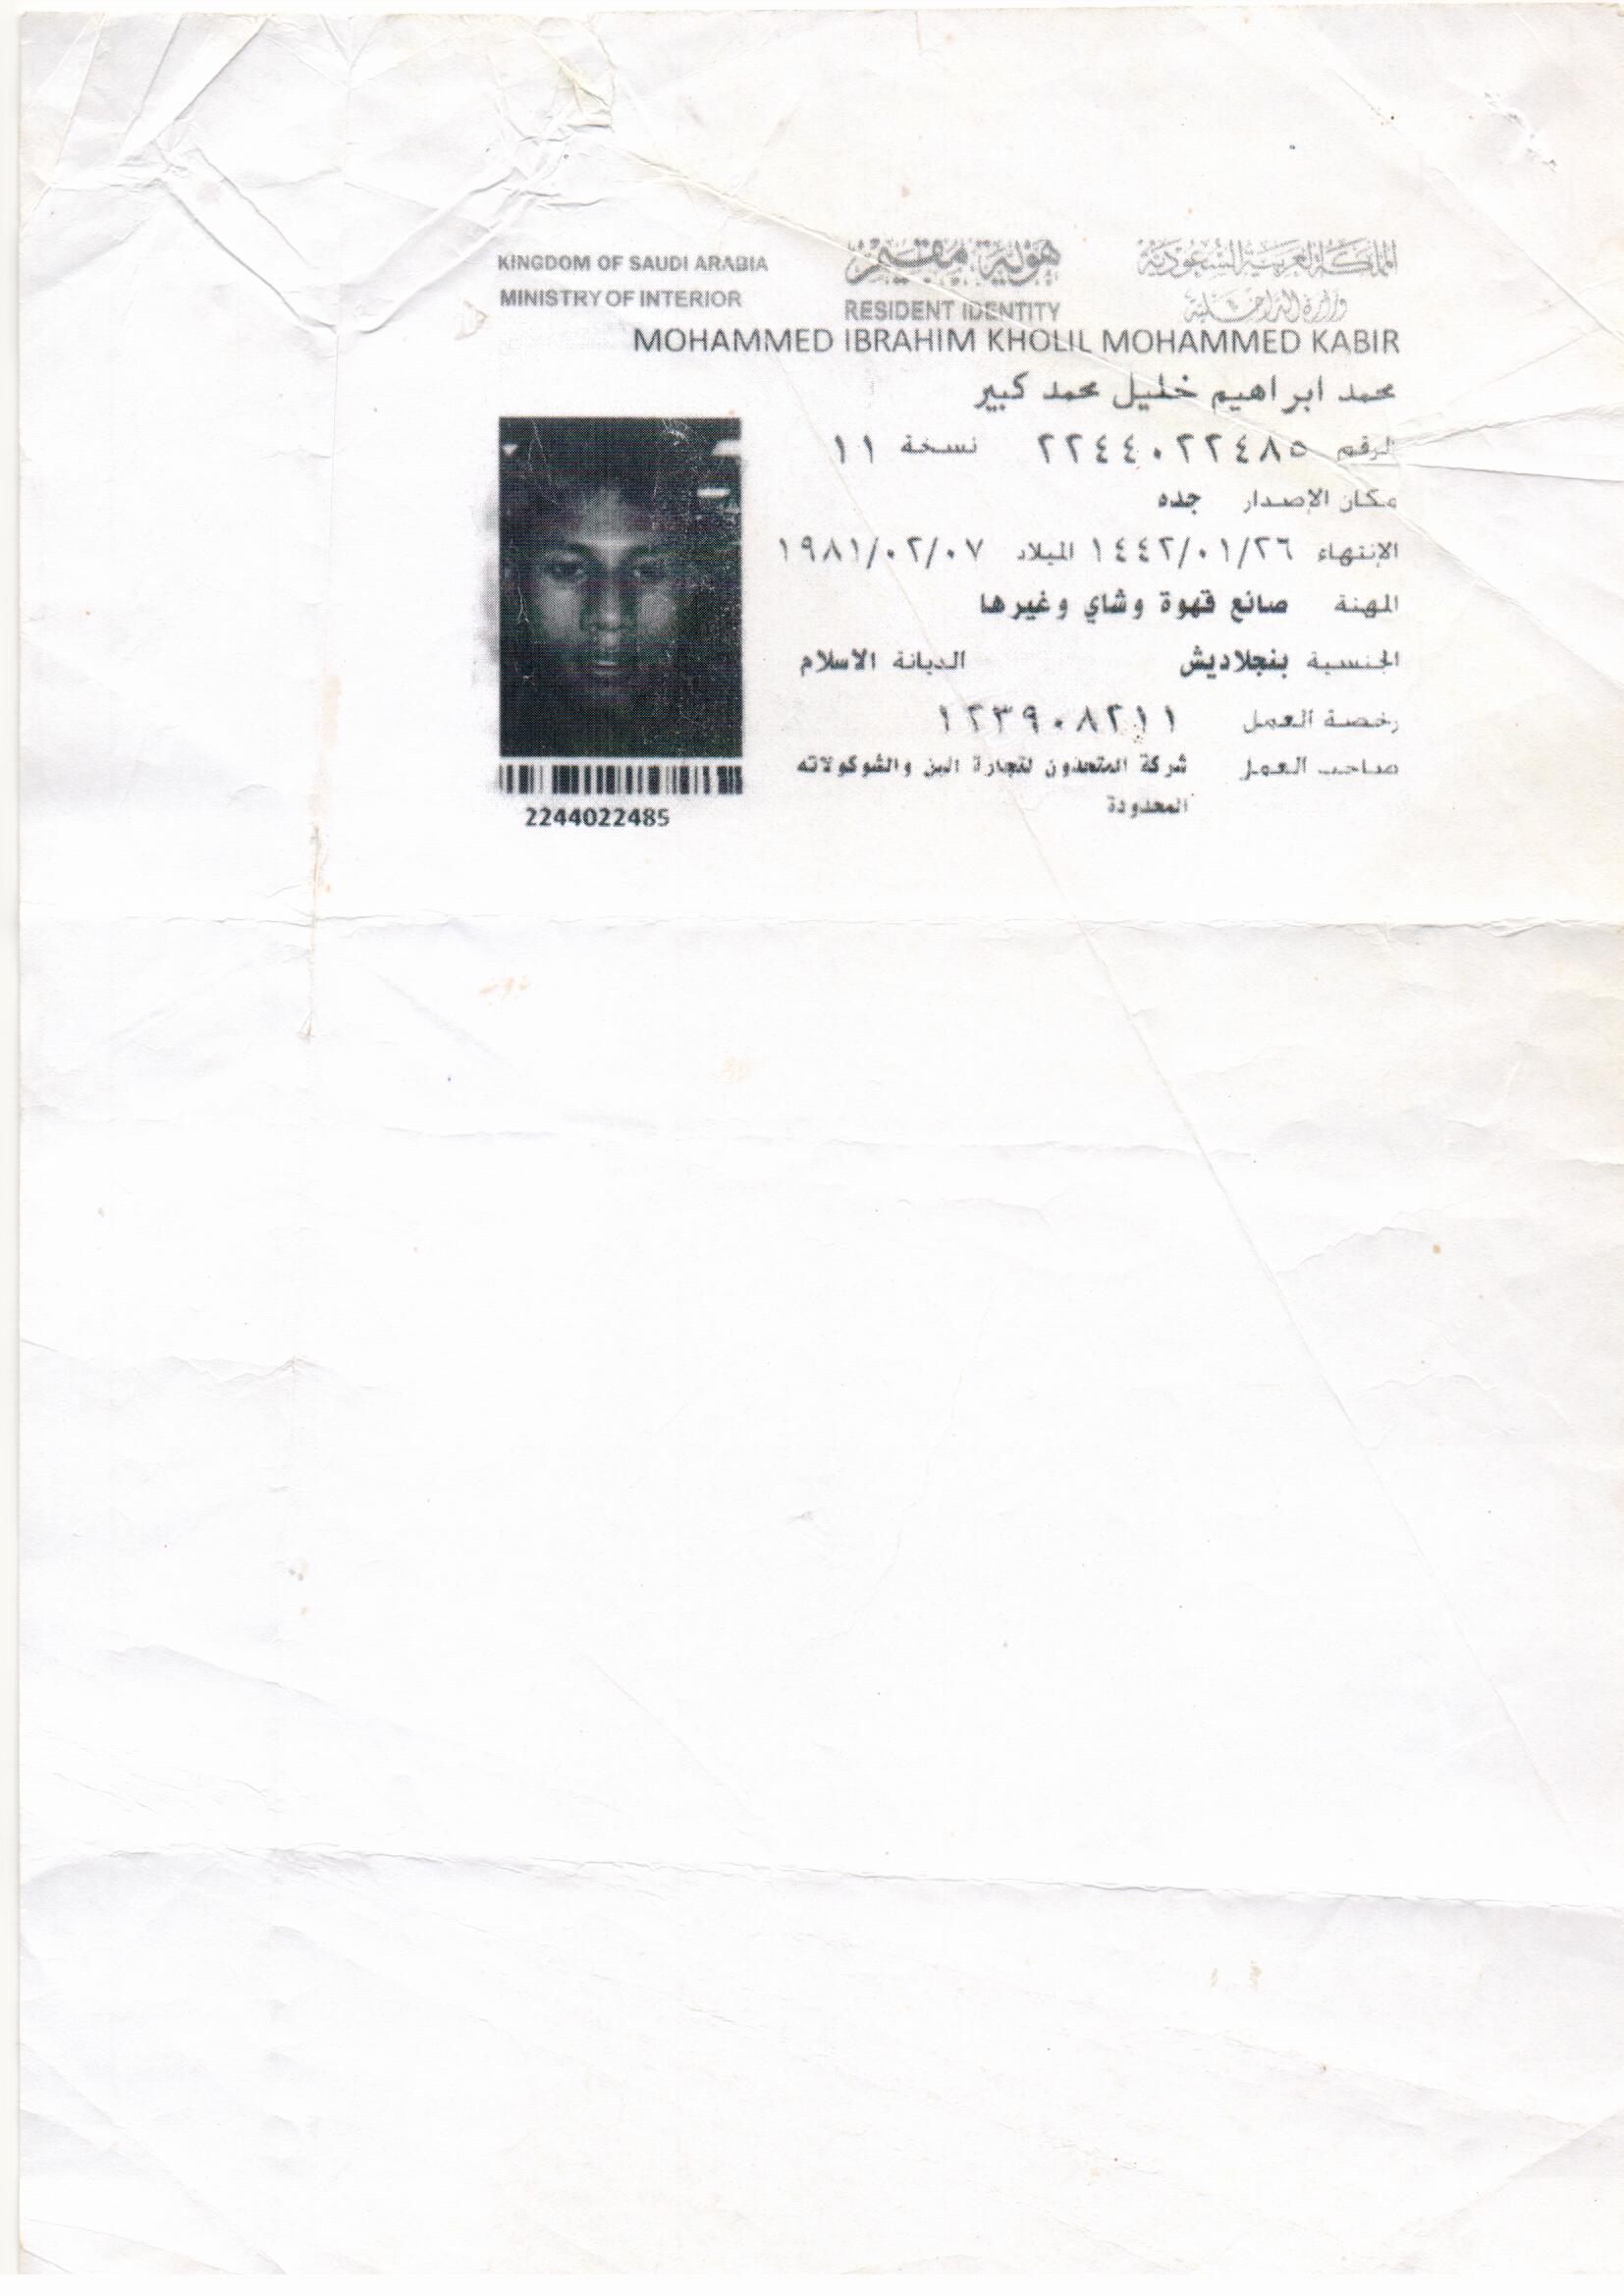 KINGDOM OF SAUDI ARABIA هوية مقيم المملكة العربية السعودية
MINISTRY OF INTERIOR RESIDENT IDENTITY وزارة الداخلية
MOHAMMED IBRAHIM KHOLIL MOHAMMED KABIR
محمد ابراهيم خليل محمد كبير
الرقم ٢٢٤٤٠٢٢٤٨٥ نسخة ١١
مكان الإصدار جده
الإنتهاء ١٤٤٢/٠١/٢٦ الميلاد ١٩٨١/٠٢/٠٧
المهنة صانع قهوة وشاي وغيرها
الجنسية بنجلاديش الديانة الاسلام
رخصة العمل ١٢٣٩٠٨٢١١
صاحب العمل شركة المتحدون لتجارة البن والشوكولاته
المحدودة
2244022485